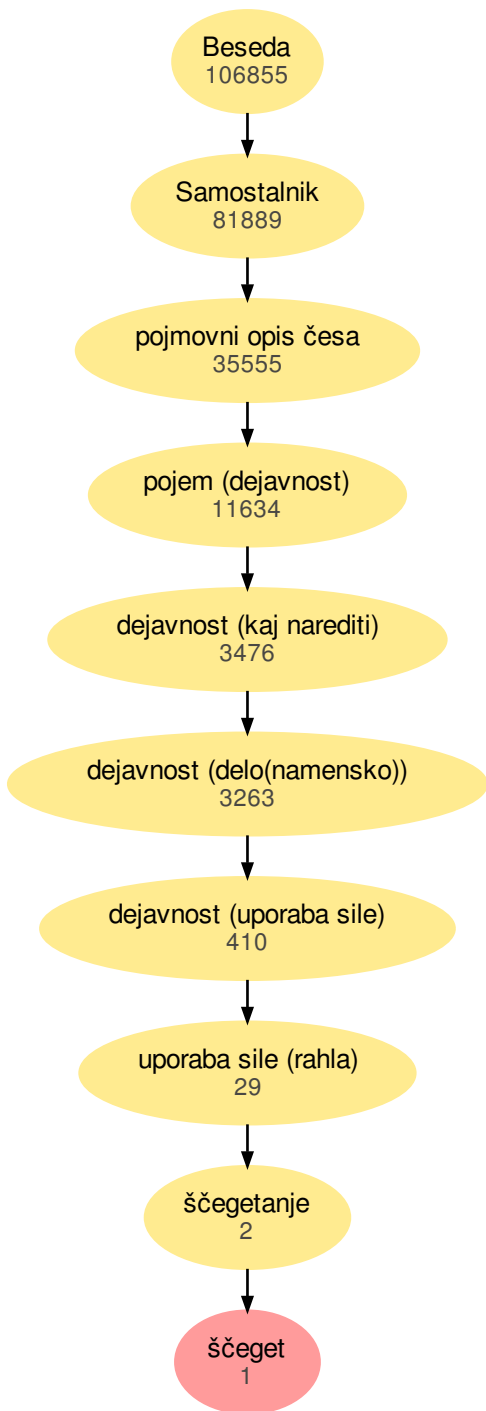 Beseda
106855
Samostalnik
81889
pojmovni opis česa
35555
pojem (dejavnost)
11634
dejavnost (kaj narediti)
3476
dejavnost (delo(namensko))
3263
dejavnost (uporaba sile)
410
uporaba sile (rahla)
29
ščegetanje
2
ščeget
1